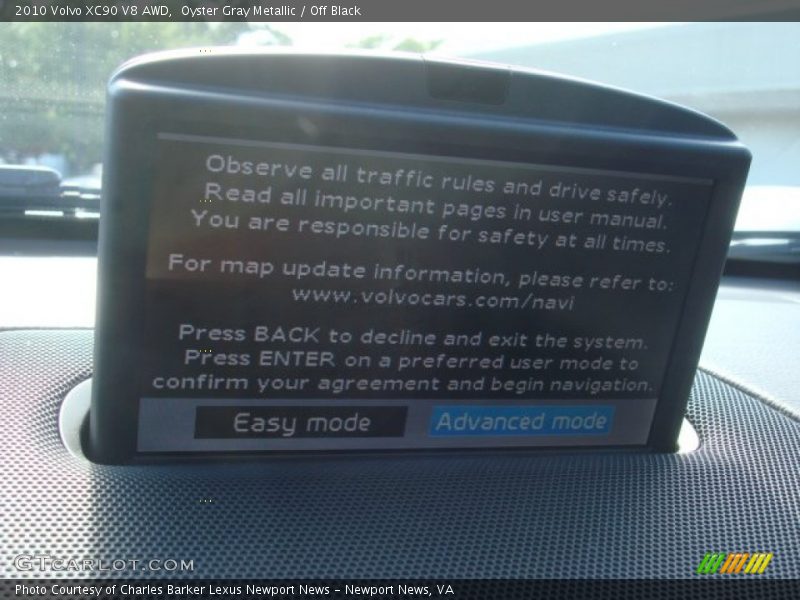 2010 Volvo XC90 V8 AWD,  Oyster Gray Metallic / Off Black
Observe all traffic rules and drive safely.
Read all important pages in user manual.
You are responsible for safety at all times.
For map update information, please refer to:
www.volvocars.com/navi
Press BACK to decline and exit the system.
Press ENTER on a preferred user mode to
confirm your agreement and begin navigation.
Easy mode Advanced mode
GTCARLOT.COM
Photo Courtesy of Charles Barker Lexus Newport News – Newport News, VA